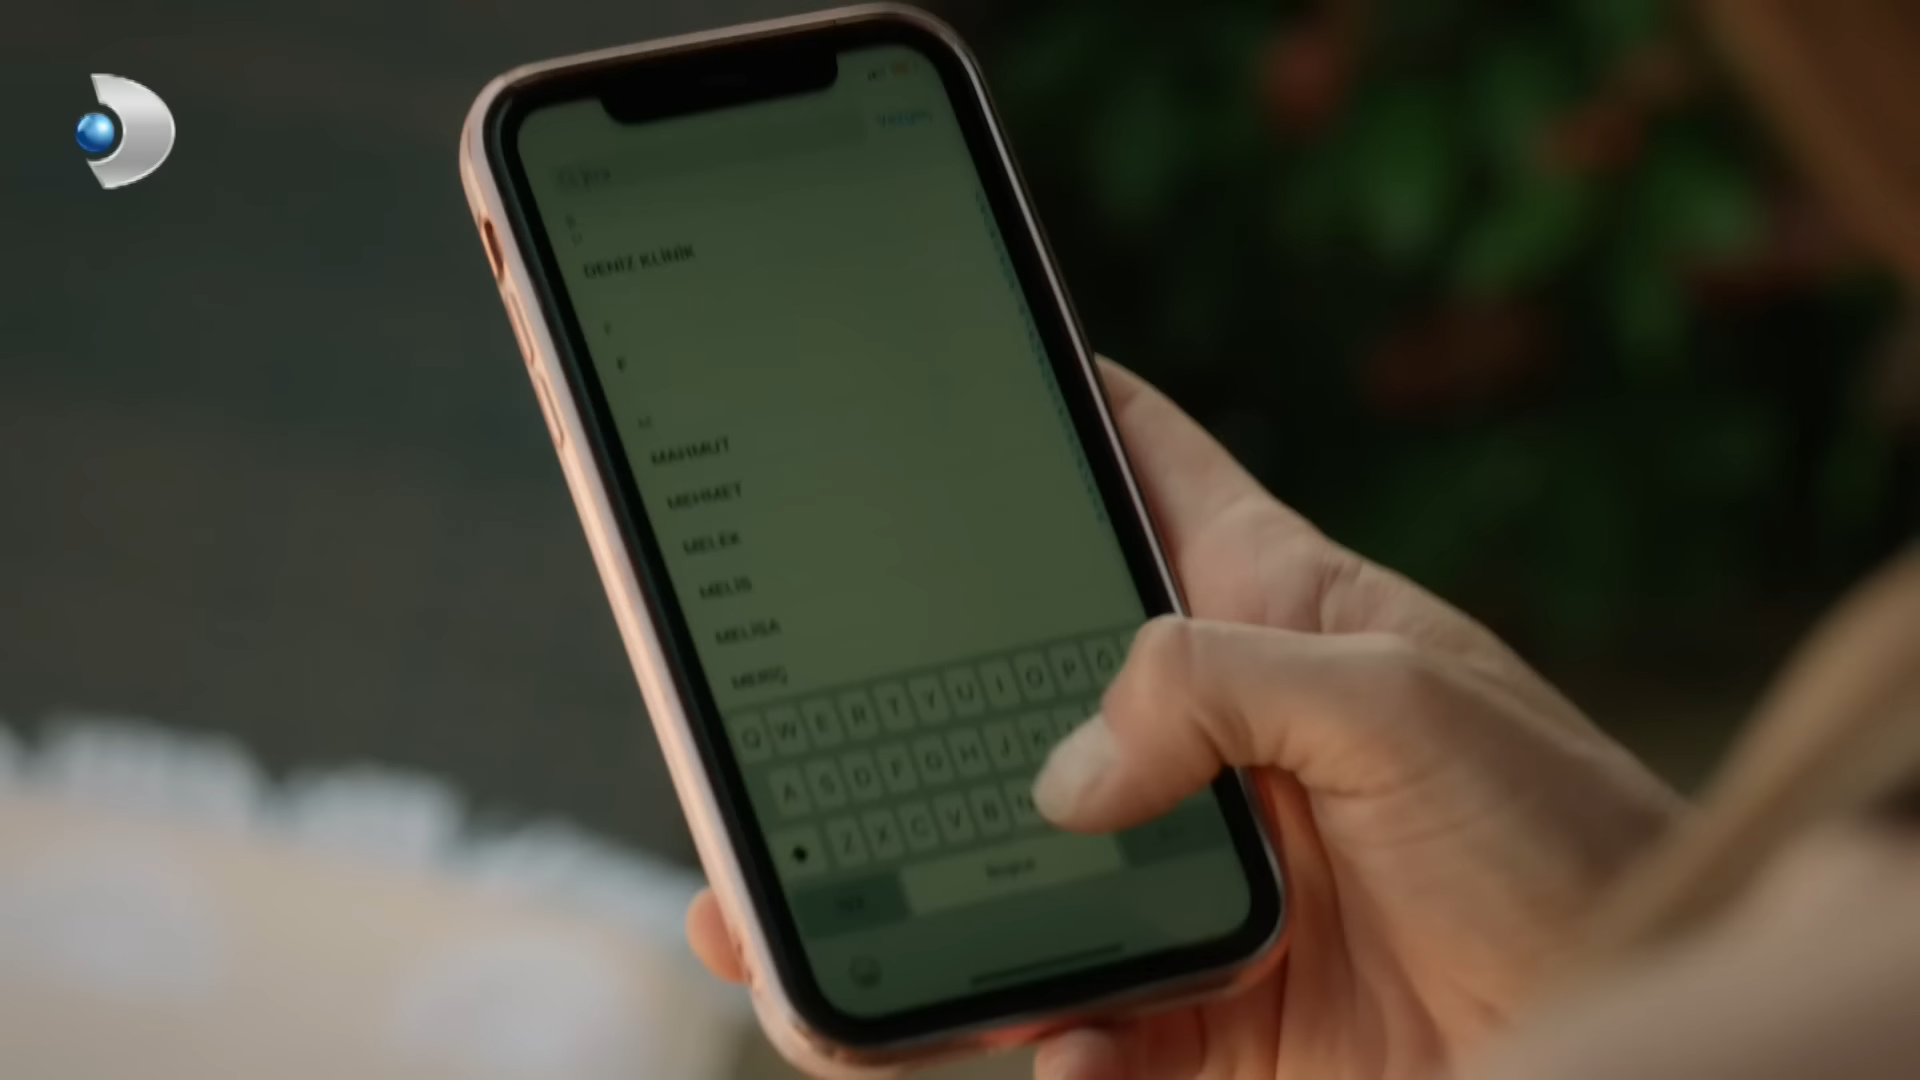 DENİZ KLİNİK
M
MAHMUT
MEHMET
MELEK
MELİS
MELİSA
MERİÇ
Q W E R T Y U I O P Ğ
A S D F G H J K
Z X C V B